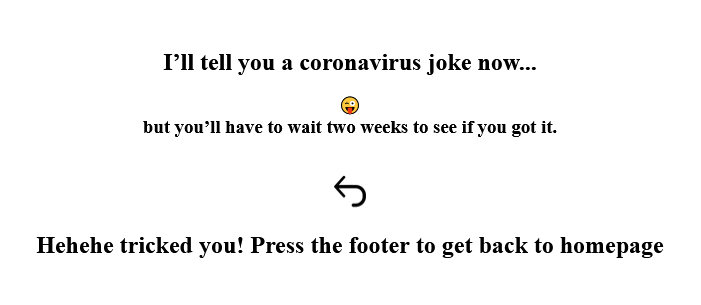 I’ll tell you a coronavirus joke now...
😜
but you’ll have to wait two weeks to see if you got it.
Hehehe tricked you! Press the footer to get back to homepage